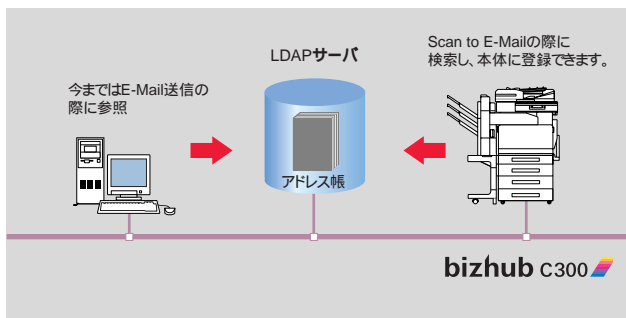 LDAPサーバ
Scan to E-Mailの際に
検索し、本体に登録できます。
今まではE-Mail送信の
際に参照
アドレス帳
bizhub C300